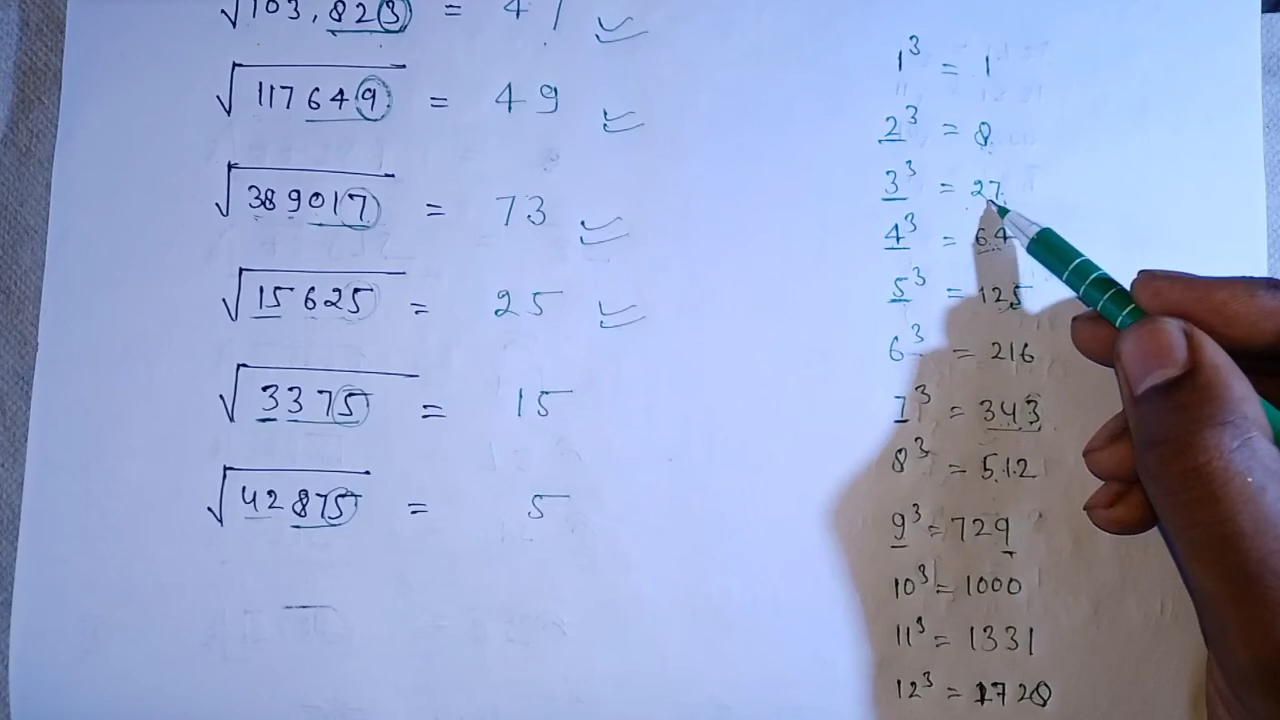 √103,823 = 47
√117649 = 49
√389017 = 73
√15625 = 25
√3375 = 15
√42875 = 5
1³ = 1
2³ = 8
3³ = 27
4³ = 64
5³ = 125
6³ = 216
7³ = 343
8³ = 512
9³ = 729
10³ = 1000
11³ = 1331
12³ = 1728